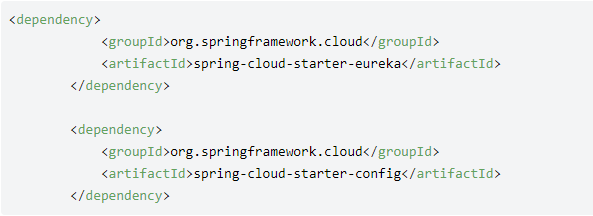 <dependency>
<groupId>org.springframework.cloud</groupId>
<artifactId>spring-cloud-starter-eureka</artifactId>
</dependency>
<dependency>
<groupId>org.springframework.cloud</groupId>
<artifactId>spring-cloud-starter-config</artifactId>
</dependency>